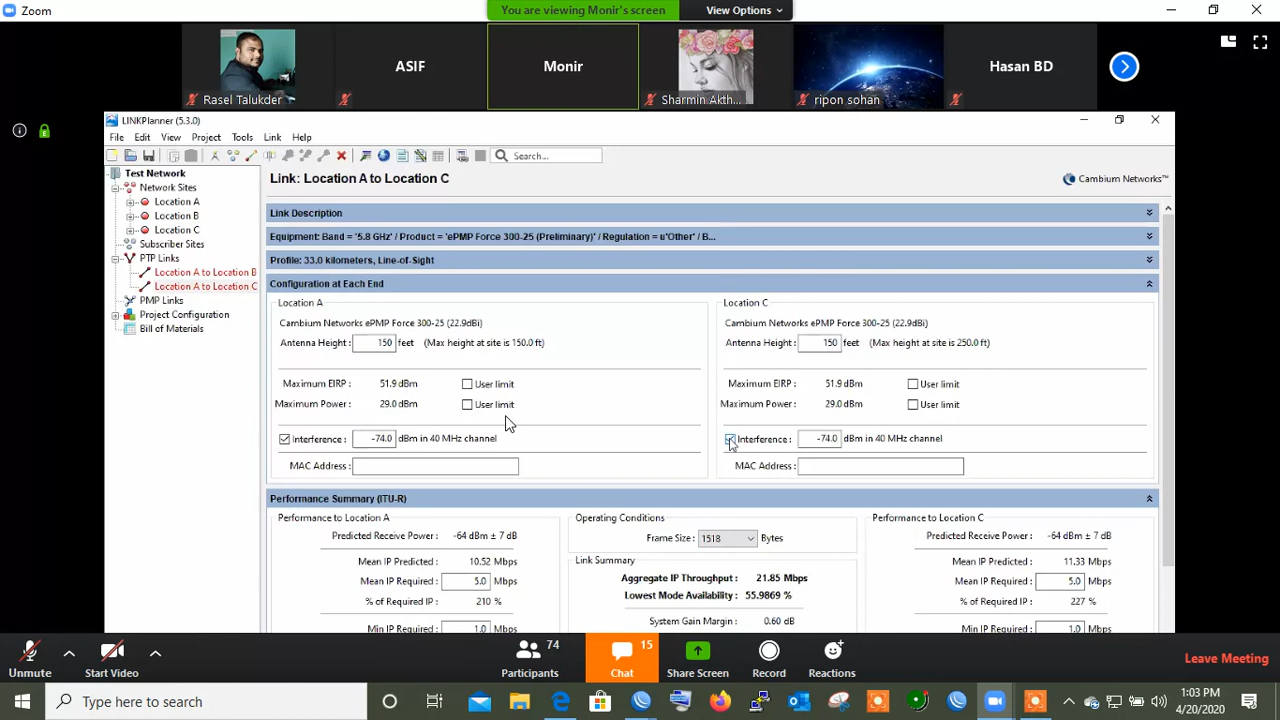 Zoom
You are viewing Monir's screen
View Options
ASIF
Monir
Hasan BD
Rasel Talukder
Sharmin Akth...
ripon sohan
LINKPlanner (5.3.0)
File Edit View Project Tools Link Help
Search...
Test Network
Network Sites
Location A
Location B
Location C
Subscriber Sites
PTP Links
Location A to Location B
Location A to Location C
PMP Links
Project Configuration
Bill of Materials
Link: Location A to Location C
Cambium Networks™
Link Description
Equipment: Band = '5.8 GHz' / Product = 'ePMP Force 300-25 (Preliminary)' / Regulation = u'Other' / B...
Profile: 33.0 kilometers, Line-of-Sight
Configuration at Each End
Location A
Cambium Networks ePMP Force 300-25 (22.9dBi)
Antenna Height: 150 feet (Max height at site is 150.0 ft)
Maximum EIRP: 51.9 dBm User limit
Maximum Power: 29.0 dBm User limit
Interference: -74.0 dBm in 40 MHz channel
MAC Address:
Location C
Cambium Networks ePMP Force 300-25 (22.9dBi)
Antenna Height: 150 feet (Max height at site is 250.0 ft)
Maximum EIRP: 51.9 dBm User limit
Maximum Power: 29.0 dBm User limit
Interference: -74.0 dBm in 40 MHz channel
MAC Address:
Performance Summary (ITU-R)
Performance to Location A
Predicted Receive Power: -64 dBm ± 7 dB
Mean IP Predicted: 10.52 Mbps
Mean IP Required: 5.0 Mbps
% of Required IP: 210 %
Min IP Required: 1.0 Mbps
Operating Conditions
Frame Size: 1518 Bytes
Link Summary
Aggregate IP Throughput: 21.85 Mbps
Lowest Mode Availability: 55.9869 %
System Gain Margin: 0.60 dB
Performance to Location C
Predicted Receive Power: -64 dBm ± 7 dB
Mean IP Predicted: 11.33 Mbps
Mean IP Required: 5.0 Mbps
% of Required IP: 227 %
Min IP Required: 1.0 Mbps
Unmute
Start Video
74
Participants
15
Chat
Share Screen
Record
Reactions
Leave Meeting
Type here to search
1:03 PM
4/20/2020